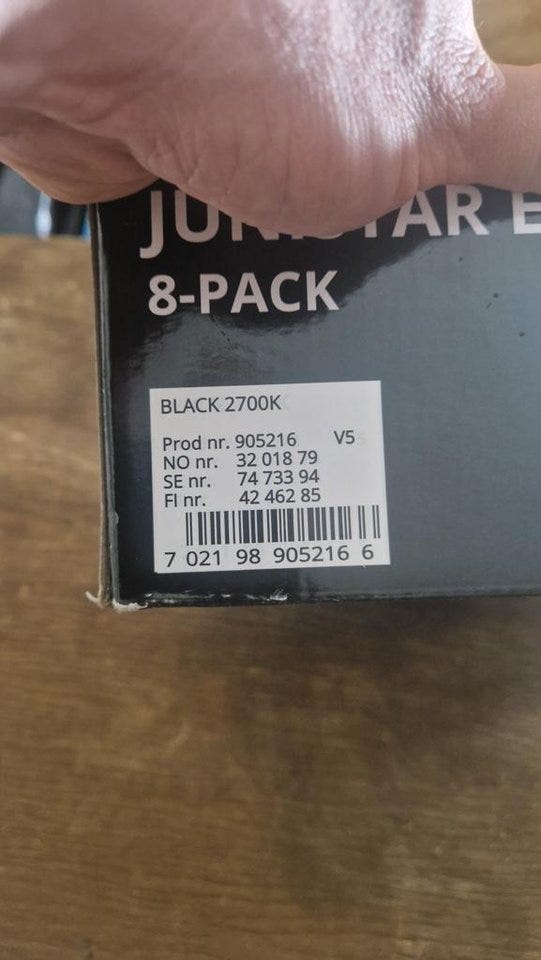 8-PACK
BLACK 2700K
Prod nr. 905216 V5
NO nr. 32 018 79
SE nr. 74 733 94
FI nr. 42 462 85
7 021 98 905216 6